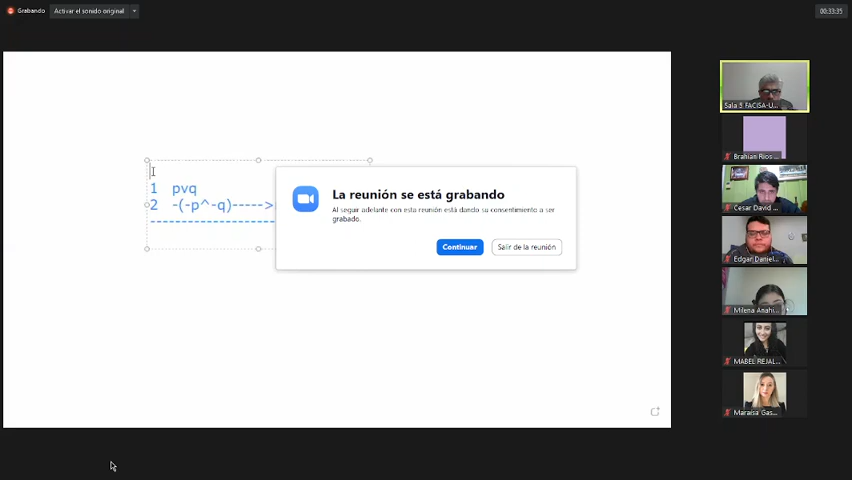 Grabando
Activar el sonido original
00:33:35
1 pvq
2 -(-p^-q)----->
---------------------
La reunión se está grabando
Al seguir adelante con esta reunión está dando su consentimiento a ser
grabado.
Continuar
Salir de la reunión
Sala 5 FACISA-U...
Brahian Rios ...
Cesar David ...
Edgar Daniel...
Milena Anahi...
MABEL REJAL...
Maraisa Gas...